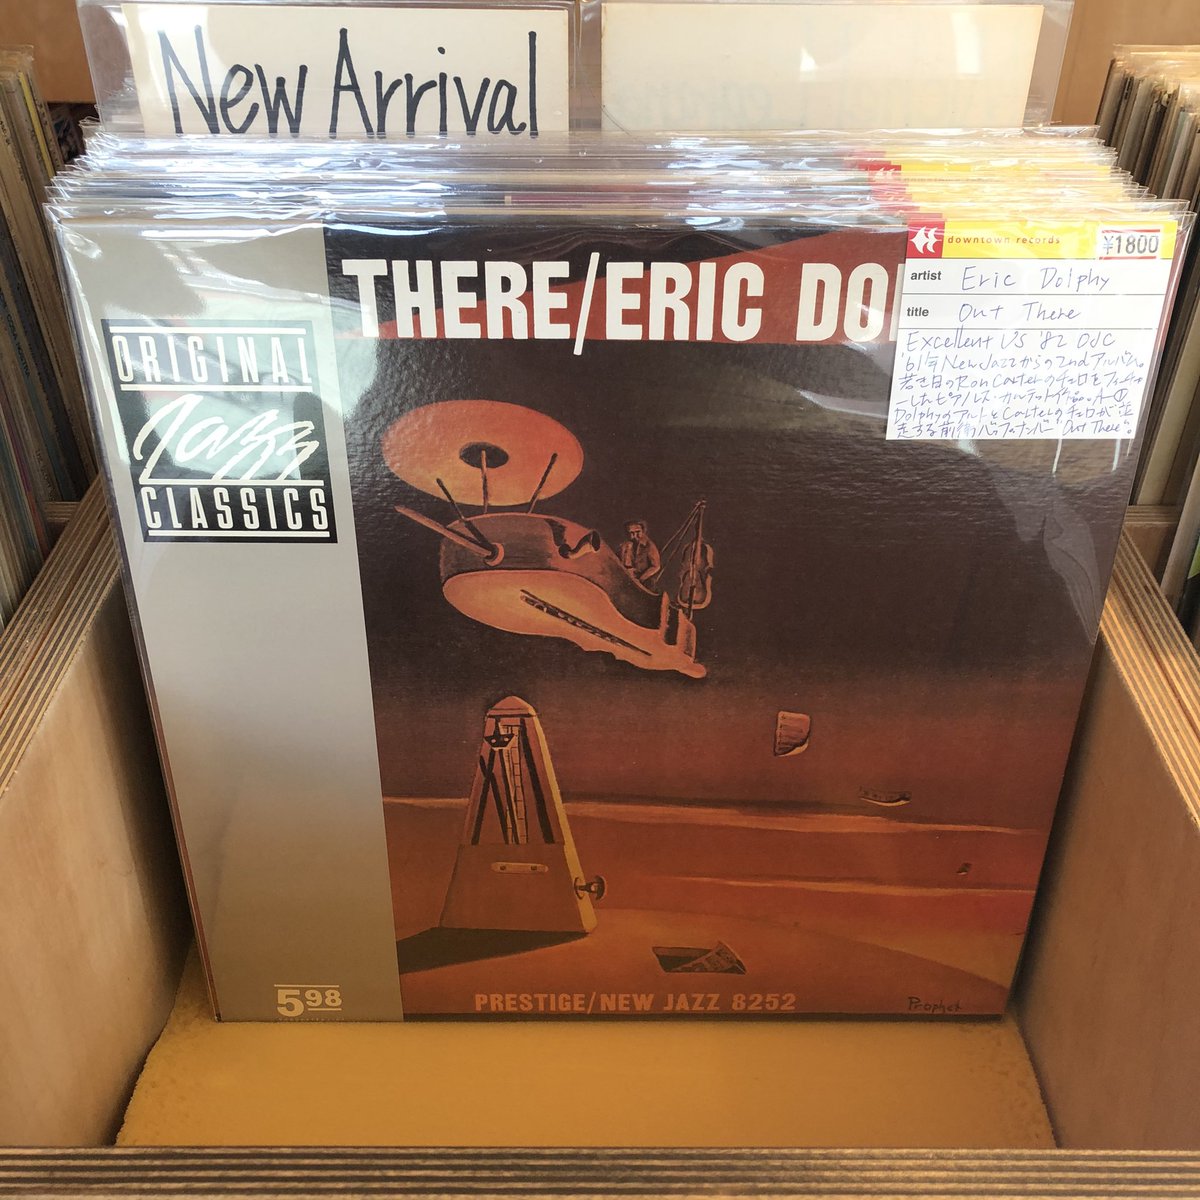 New Arrival
THERE/ERIC DO
downtown records
¥1800
artist Eric Dolphy
title Out There
Excellent US '82 OJC
'61年New Jazzからの2ndアルバム。
若き日のRon Carterのチェロをフィーチャ
ーしたピアノレス・カルテット作品。A-①
DolphyのアルトとCarterのチェロが並
走する前衛バップナンバー"Out There"。
ORIGINAL
Jazz
CLASSICS
5 98
PRESTIGE/NEW JAZZ 8252
Prophet